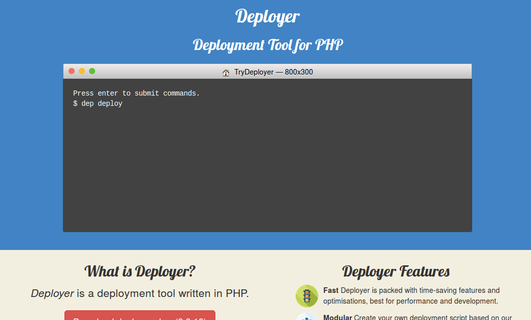 Deployer
Deployment Tool for PHP
TryDeployer — 800x300
Press enter to submit commands.
$ dep deploy
What is Deployer?
Deployer is a deployment tool written in PHP.
Deployer Features
Fast Deployer is packed with time-saving features and
optimisations, best for performance and development.
Modular Create your own deployment script based on our